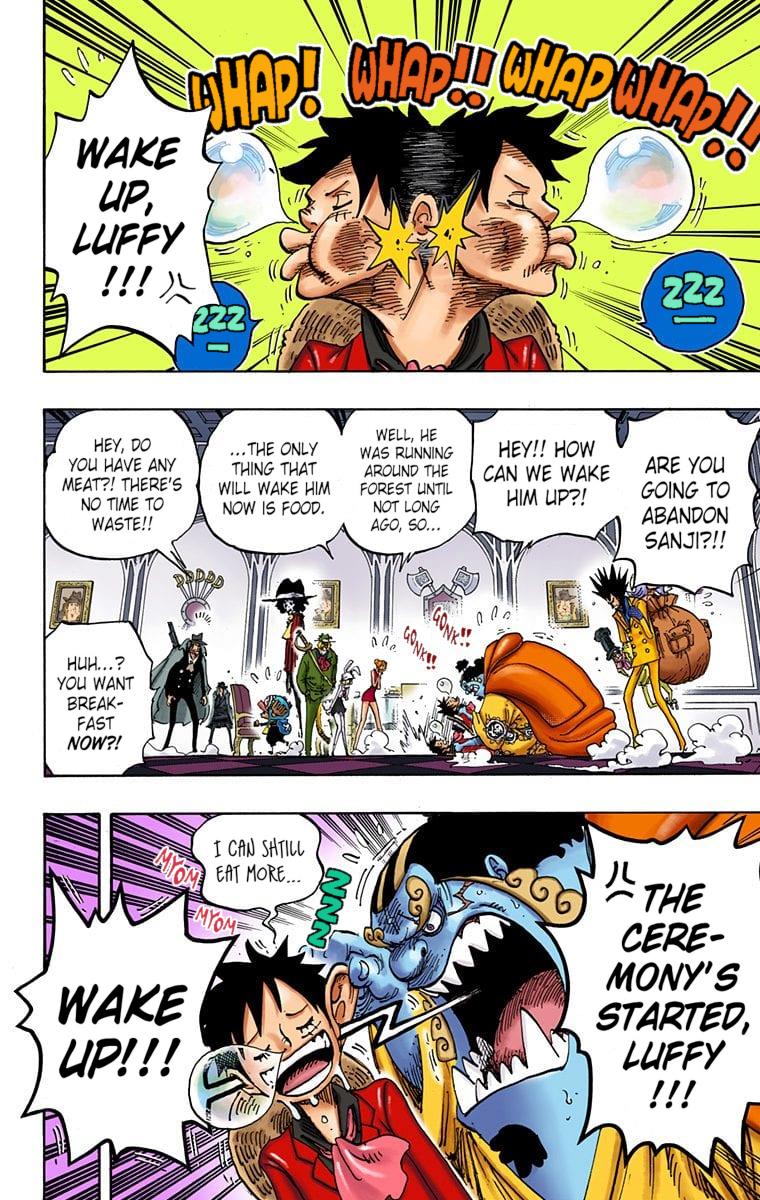 WHAP! WHAP!! WHAP WHAP!!
WAKE
UP,
LUFFY
!!!
ZZZ
ZZZ
HEY, DO
YOU HAVE ANY
MEAT?! THERE'S
NO TIME TO
WASTE!!
...THE ONLY
THING THAT
WILL WAKE HIM
NOW IS FOOD.
WELL, HE
WAS RUNNING
AROUND THE
FOREST UNTIL
NOT LONG
AGO, SO...
HEY!! HOW
CAN WE WAKE
HIM UP?!
ARE YOU
GOING TO
ABANDON
SANJI?!!
DDDDD
GONK!!
GONK!!
HUH...?
YOU WANT
BREAK-
FAST
NOW?!
I CAN SHTILL
EAT MORE...
MYOM
MYOM
ZZZ
THE
CERE-
MONY'S
STARTED,
LUFFY
!!!
WAKE
UP!!!